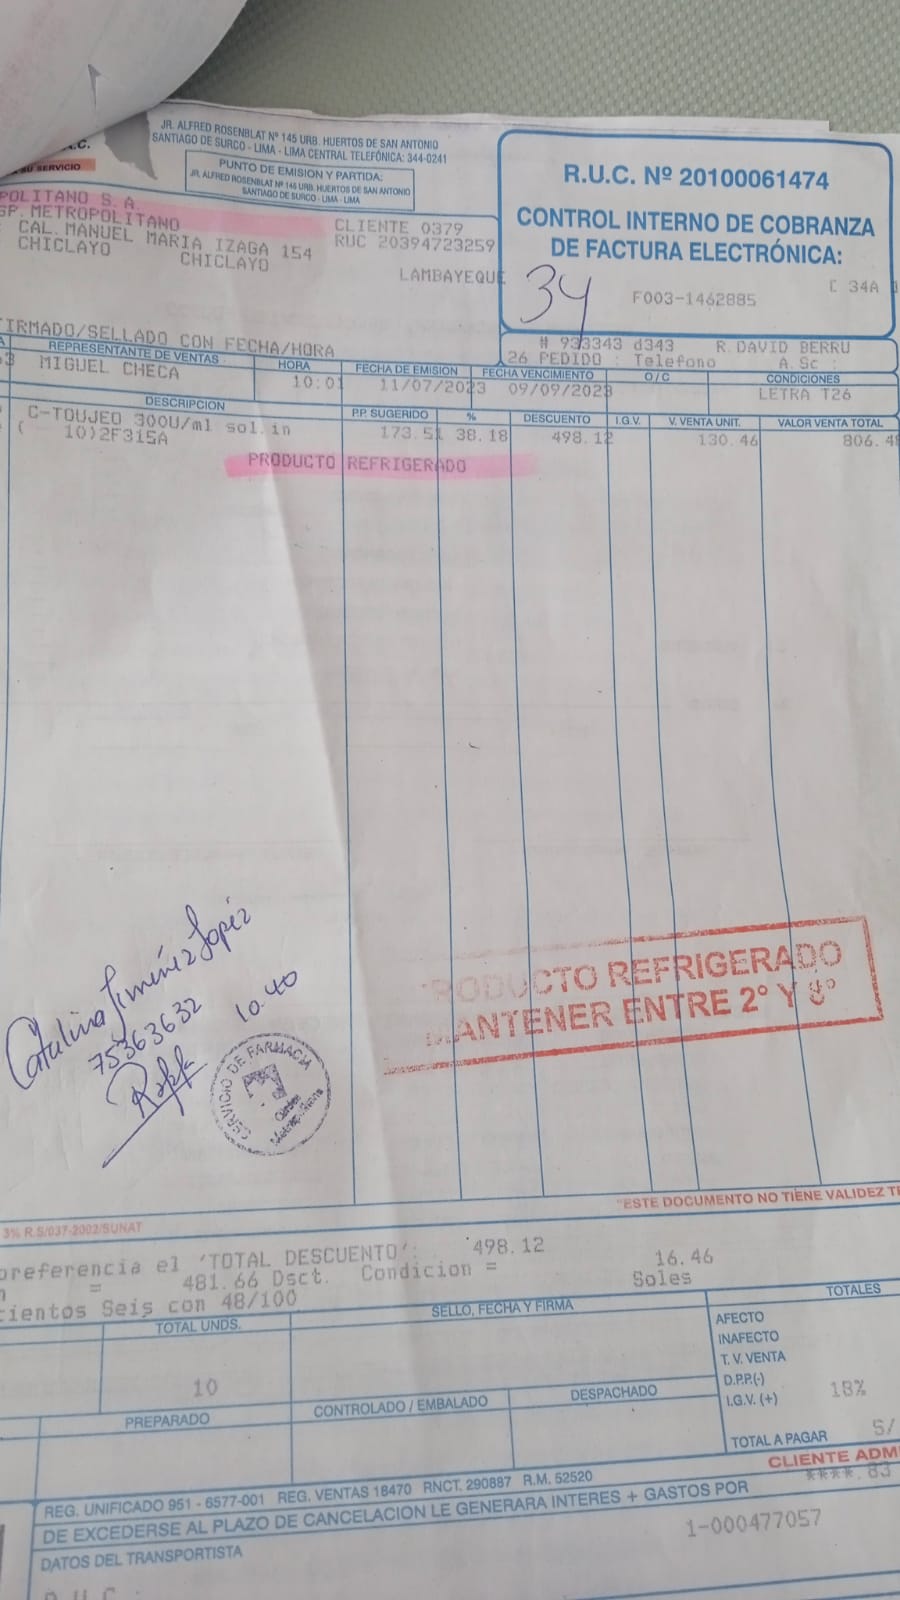 JR. ALFRED ROSENBLAT Nº 145 URB. HUERTOS DE SAN ANTONIO
SANTIAGO DE SURCO - LIMA - LIMA CENTRAL TELEFÓNICA: 344-0241
SU SERVICIO
PUNTO DE EMISION Y PARTIDA:
JR. ALFRED ROSENBLAT Nº 145 URB. HUERTOS DE SAN ANTONIO
SANTIAGO DE SURCO - LIMA - LIMA
R.U.C. Nº 20100061474
CONTROL INTERNO DE COBRANZA
DE FACTURA ELECTRÓNICA:
34
F003-1462885
C 34A
POLITANO S.A.
SP. METROPOLITANO
CAL. MANUEL MARIA IZAGA 154
CHICLAYO CHICLAYO
CLIENTE 0379
RUC 20394723259
LAMBAYEQUE
IRMADO/SELLADO CON FECHA/HORA
# 933343 d343 R. DAVID BERRU
26 PEDIDO : Telefono A.Sc :
REPRESENTANTE DE VENTAS HORA FECHA DE EMISION FECHA VENCIMIENTO O/C CONDICIONES
MIGUEL CHECA 10:01 11/07/2023 09/09/2023 LETRA T26
DESCRIPCION P.P. SUGERIDO % DESCUENTO I.G.V. V. VENTA UNIT. VALOR VENTA TOTAL
C-TOUJEO 300U/ml sol.in 173.51 38.18 498.12 130.46 806.48
( 10)2F315A
PRODUCTO REFRIGERADO
PRODUCTO REFRIGERADO
MANTENER ENTRE 2° Y 8°
Catalina Jiménez Lopéz
75363632 10.40
SERVICIO DE FARMACIA
"ESTE DOCUMENTO NO TIENE VALIDEZ
3% R.S/037-2002/SUNAT
preferencia el 'TOTAL DESCUENTO': 498.12
= 481.66 Dsct. Condicion = 16.46
cientos Seis con 48/100 Soles
TOTAL UNDS. SELLO, FECHA Y FIRMA TOTALES
10
AFECTO
INAFECTO
T. V. VENTA
D.P.P.(-)
I.G.V. (+) 18%
TOTAL A PAGAR S/
PREPARADO CONTROLADO / EMBALADO DESPACHADO
CLIENTE
****.83
REG. UNIFICADO 951 - 6577-001 REG. VENTAS 18470 RNCT. 290887 R.M. 52520
DE EXCEDERSE AL PLAZO DE CANCELACION LE GENERARA INTERES + GASTOS POR
1-000477057
DATOS DEL TRANSPORTISTA